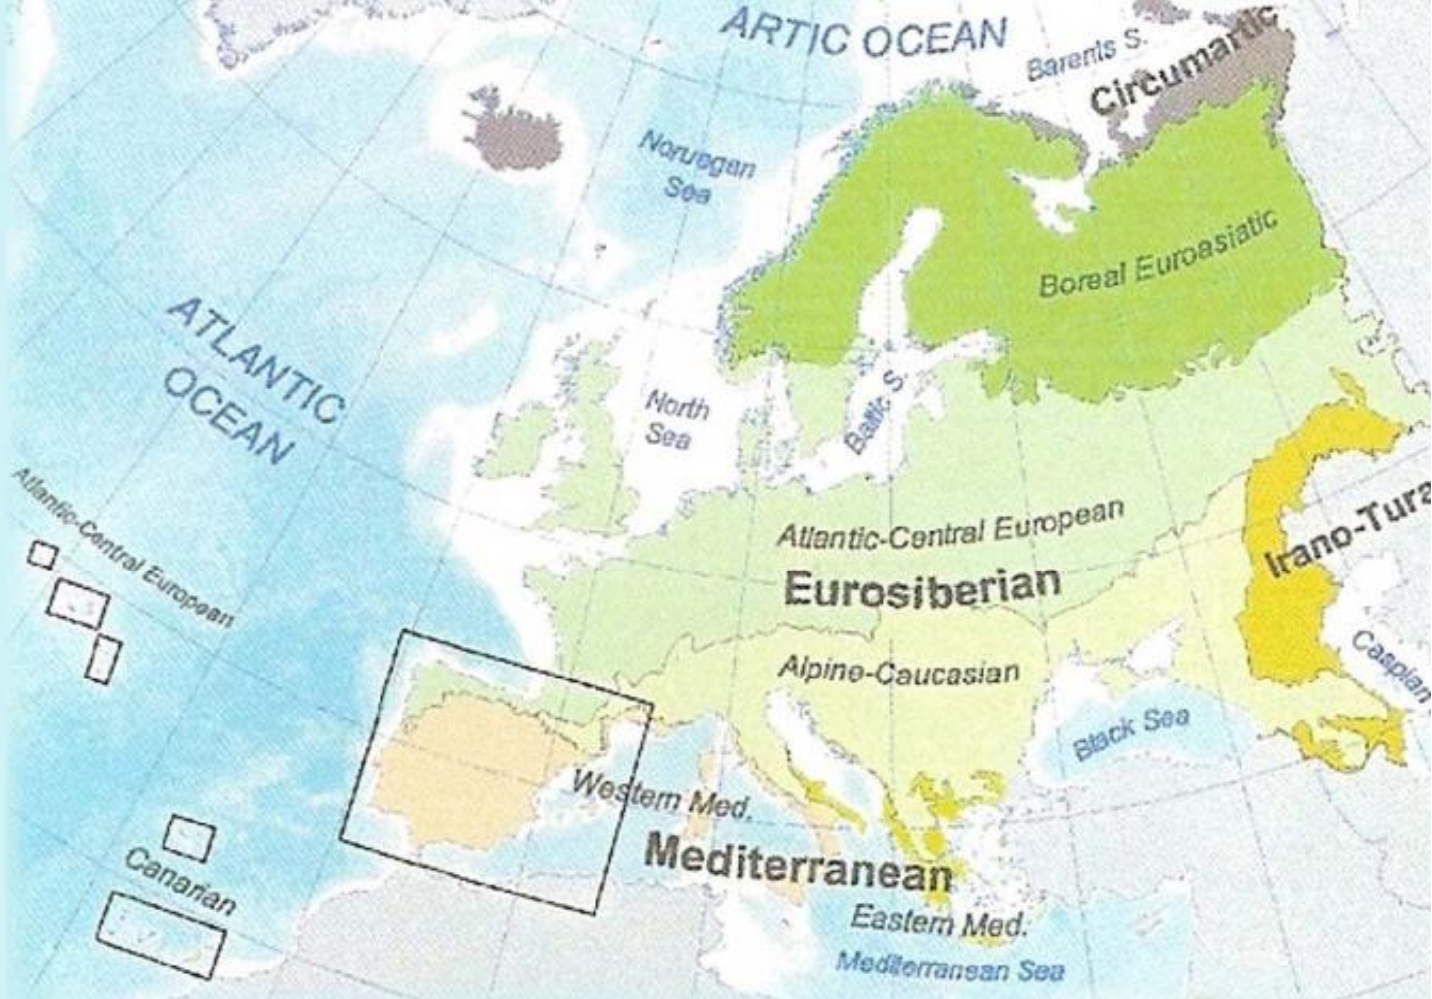 ARTIC OCEAN
Barents S.
Circumartic
Noruegan
Sea
Boreal Euroasiatic
ATLANTIC
OCEAN
North
Sea
Baltic S.
Atlantic-Central European
Atlantic-Central European
Eurosiberian
Irano-Tura
Alpine-Caucasian
Caspian
Black Sea
Western Med.
Mediterranean
Canarian
Eastern Med.
Mediterranean Sea